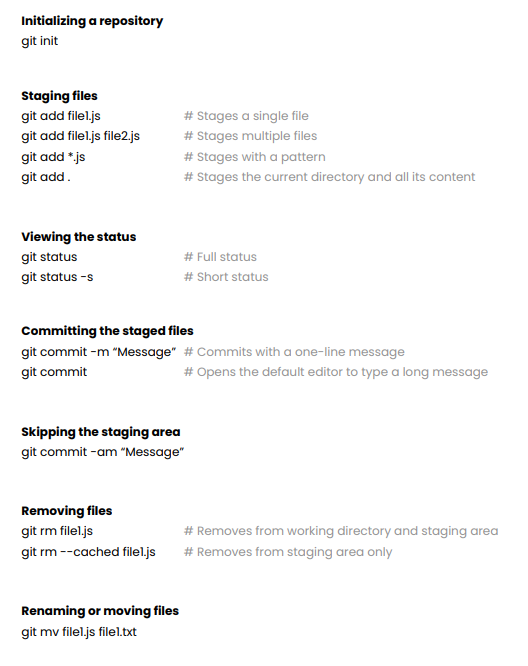 Initializing a repository
git init
Staging files
git add file1.js # Stages a single file
git add file1.js file2.js # Stages multiple files
git add *.js # Stages with a pattern
git add . # Stages the current directory and all its content
Viewing the status
git status # Full status
git status -s # Short status
Committing the staged files
git commit -m “Message” # Commits with a one-line message
git commit # Opens the default editor to type a long message
Skipping the staging area
git commit -am “Message”
Removing files
git rm file1.js # Removes from working directory and staging area
git rm --cached file1.js # Removes from staging area only
Renaming or moving files
git mv file1.js file1.txt